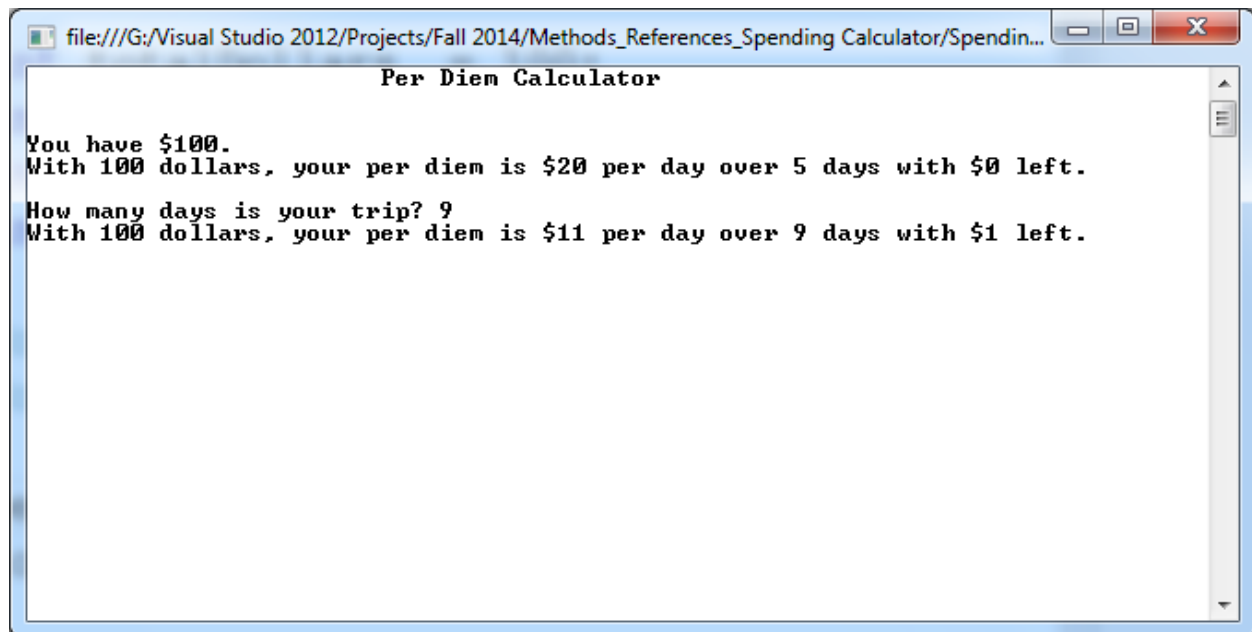 file:///G:/Visual Studio 2012/Projects/Fall 2014/Methods_References_Spending Calculator/Spendin...
Per Diem Calculator
You have $100.
With 100 dollars, your per diem is $20 per day over 5 days with $0 left.
How many days is your trip? 9
With 100 dollars, your per diem is $11 per day over 9 days with $1 left.